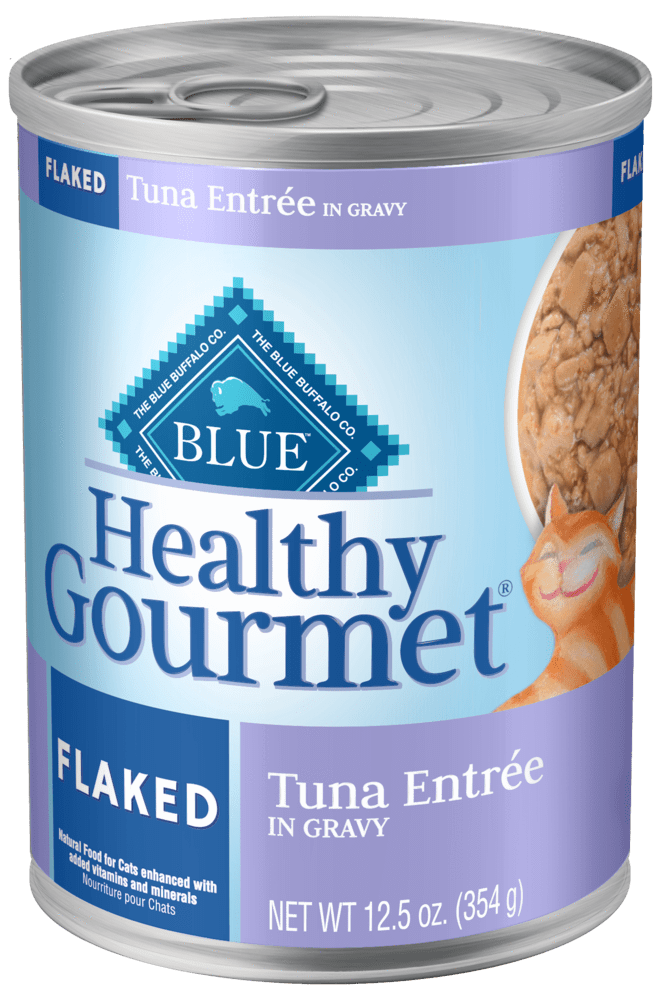 FLAKED
Tuna Entrée IN GRAVY
THE BLUE BUFFALO CO.
THE BLUE BUFFALO CO.
BLUE™
Healthy
Gourmet®
FLAKED
Natural Food for Cats enhanced with
added vitamins and minerals
Nourriture pour Chats
Tuna Entrée
IN GRAVY
NET WT 12.5 oz. (354 g)